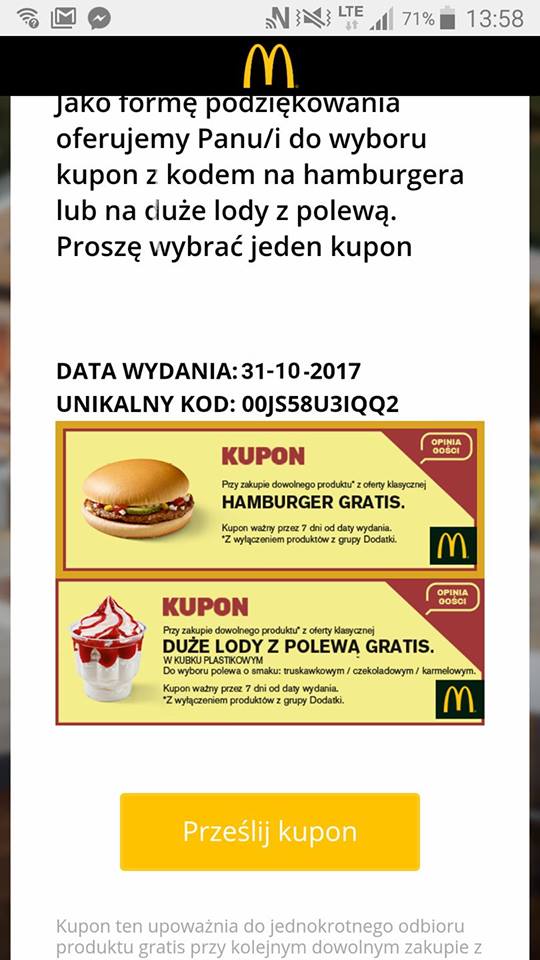 LTE 71% 13:58
Jako formę podziękowania
oferujemy Panu/i do wyboru
kupon z kodem na hamburgera
lub na duże lody z polewą.
Proszę wybrać jeden kupon
DATA WYDANIA: 31-10-2017
UNIKALNY KOD: 00JS58U3IQQ2
OPINIA
GOŚCI
KUPON
Przy zakupie dowolnego produktu* z oferty klasycznej
HAMBURGER GRATIS.
Kupon ważny przez 7 dni od daty wydania.
*Z wyłączeniem produktów z grupy Dodatki.
OPINIA
GOŚCI
KUPON
Przy zakupie dowolnego produktu* z oferty klasycznej
DUŻE LODY Z POLEWĄ GRATIS.
W KUBKU PLASTIKOWYM
Do wyboru polewa o smaku: truskawkowym / czekoladowym / karmelowym.
Kupon ważny przez 7 dni od daty wydania.
*Z wyłączeniem produktów z grupy Dodatki.
Prześlij kupon
Kupon ten upoważnia do jednokrotnego odbioru
produktu gratis przy kolejnym dowolnym zakupie z